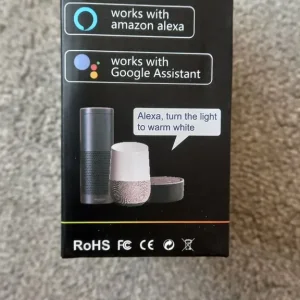 works with
amazon alexa
works with
Google Assistant
Alexa, turn the light
to warm white
RoHS FC CE